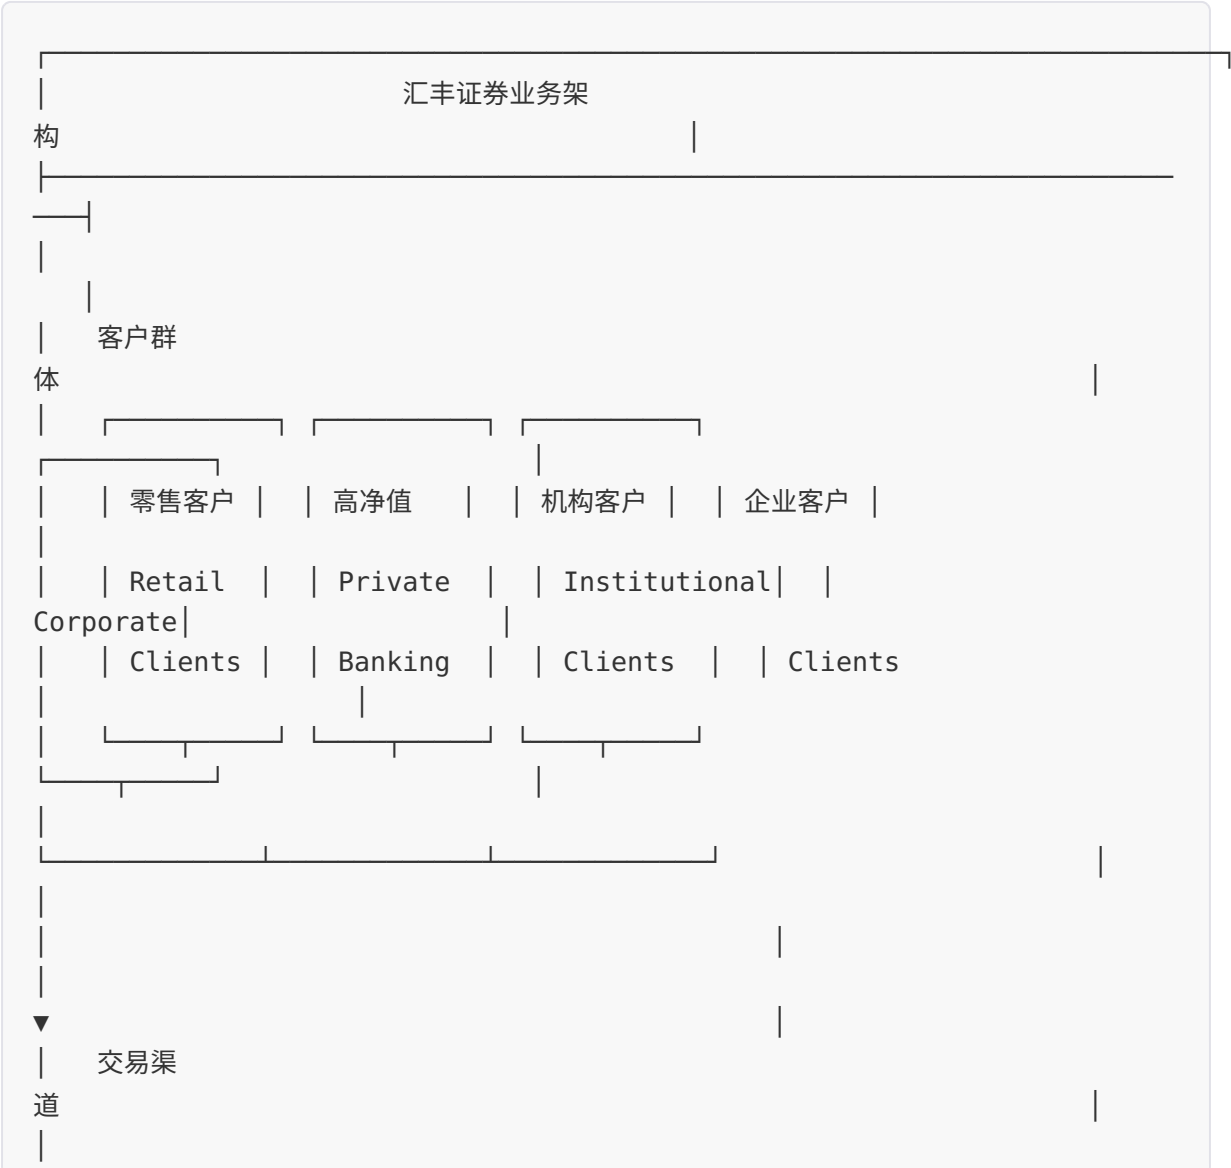 ┌──────────────────────────────────────────────────────────────────────────┐
│                      汇丰证券业务架
构                                       │
├──────────────────────────────────────────────────────────────────────
───┤
│
   │
│   客户群
体                                                                │
│   ┌──────────┐ ┌──────────┐ ┌──────────┐
┌──────────┐                   │
│   │ 零售客户 │  │ 高净值   │  │ 机构客户 │  │ 企业客户 │
│
│   │ Retail  │  │ Private  │  │ Institutional│  │
Corporate│                   │
│   │ Clients │  │ Banking  │  │ Clients  │  │ Clients
│                   │
│   └────┬─────┘ └────┬─────┘ └────┬─────┘
└────┬─────┘                   │
│
└─────────────┴─────────────┴─────────────┘                       │
│
│                                             │
│
▼                                             │
│   交易渠
道                                                                │
│